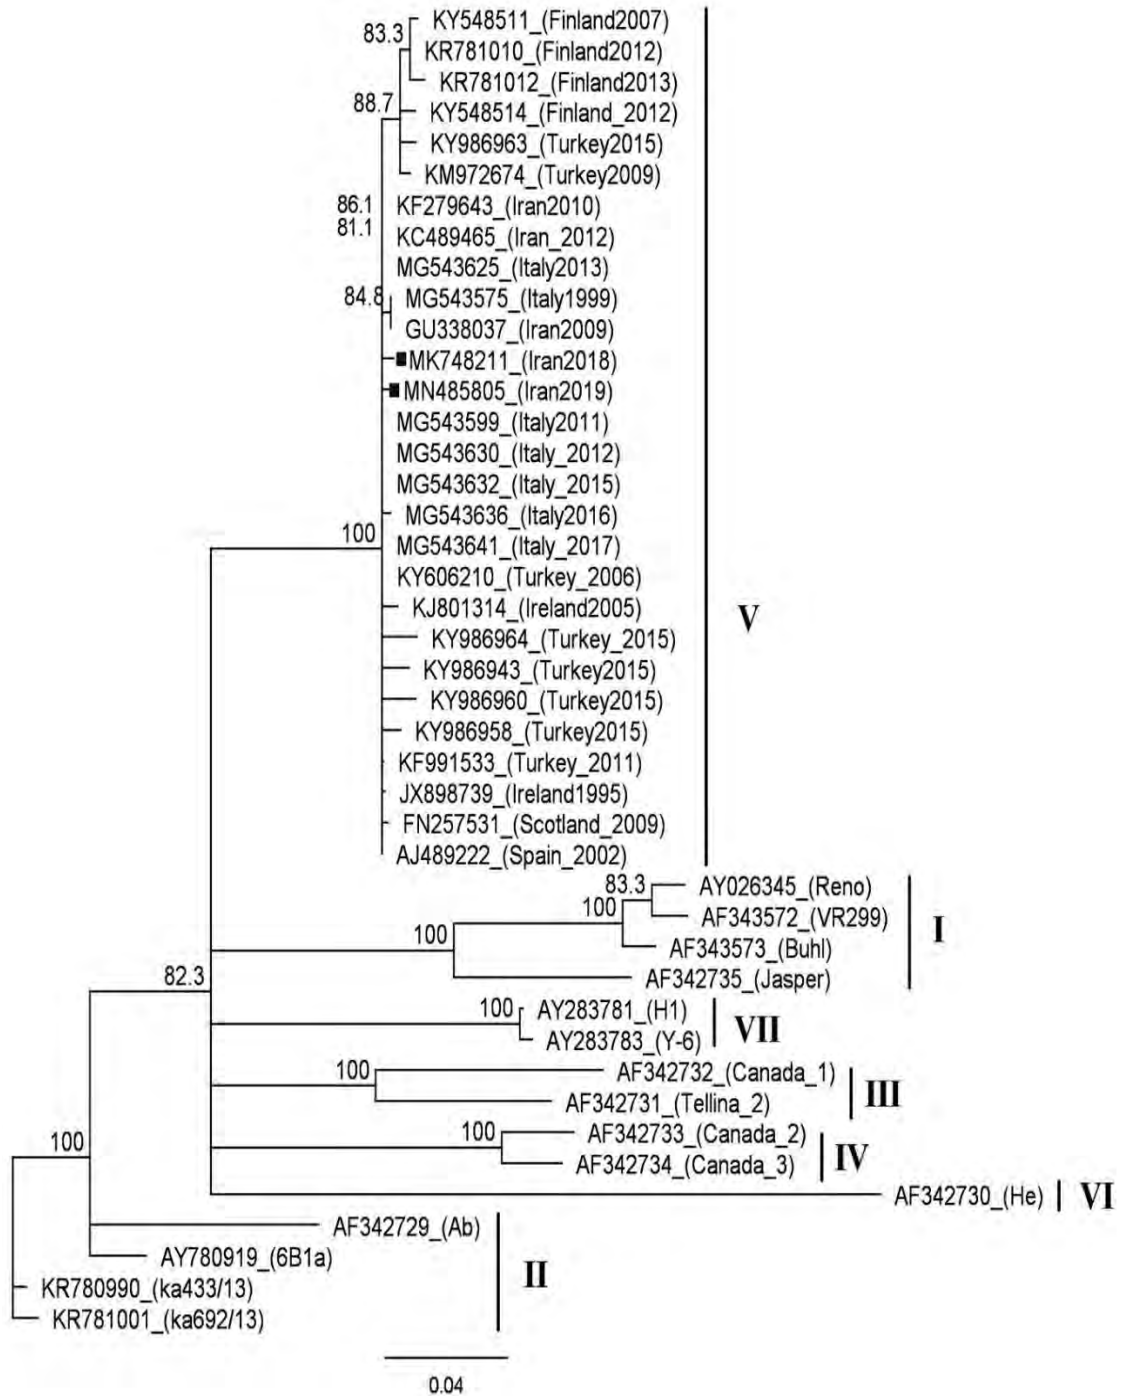 KY548511_(Finland2007)
83.3
KR781010_(Finland2012)
KR781012_(Finland2013)
88.7
KY548514_(Finland_2012)
KY986963_(Turkey2015)
KM972674_(Turkey2009)
86.1
KF279643_(Iran2010)
81.1
KC489465_(Iran_2012)
MG543625_(Italy2013)
84.8
MG543575_(Italy1999)
GU338037_(Iran2009)
MK748211_(Iran2018)
MN485805_(Iran2019)
MG543599_(Italy2011)
MG543630_(Italy_2012)
MG543632_(Italy_2015)
MG543636_(Italy2016)
100
MG543641_(Italy_2017)
KY606210_(Turkey_2006)
KJ801314_(Ireland2005)
V
KY986964_(Turkey_2015)
KY986943_(Turkey2015)
KY986960_(Turkey2015)
KY986958_(Turkey2015)
KF991533_(Turkey_2011)
JX898739_(Ireland1995)
FN257531_(Scotland_2009)
AJ489222_(Spain_2002)
83.3
AY026345_(Reno)
100
AF343572_(VR299)
I
100
AF343573_(Buhl)
82.3
AF342735_(Jasper)
100
AY283781_(H1)
VII
AY283783_(Y-6)
100
AF342732_(Canada_1)
III
AF342731_(Tellina_2)
100
AF342733_(Canada_2)
IV
100
AF342734_(Canada_3)
AF342730_(He)
VI
AF342729_(Ab)
AY780919_(6B1a)
II
KR780990_(ka433/13)
KR781001_(ka692/13)
0.04